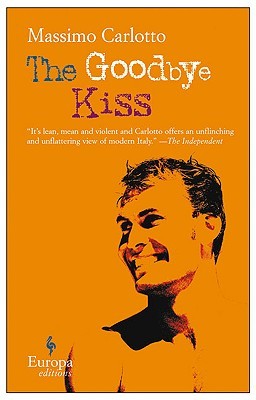 Massimo Carlotto
The Goodbye
Kiss
“It’s lean, mean and violent and Carlotto offers an unflinching
and unflattering view of modern Italy.” —The Independent
Europa
editions